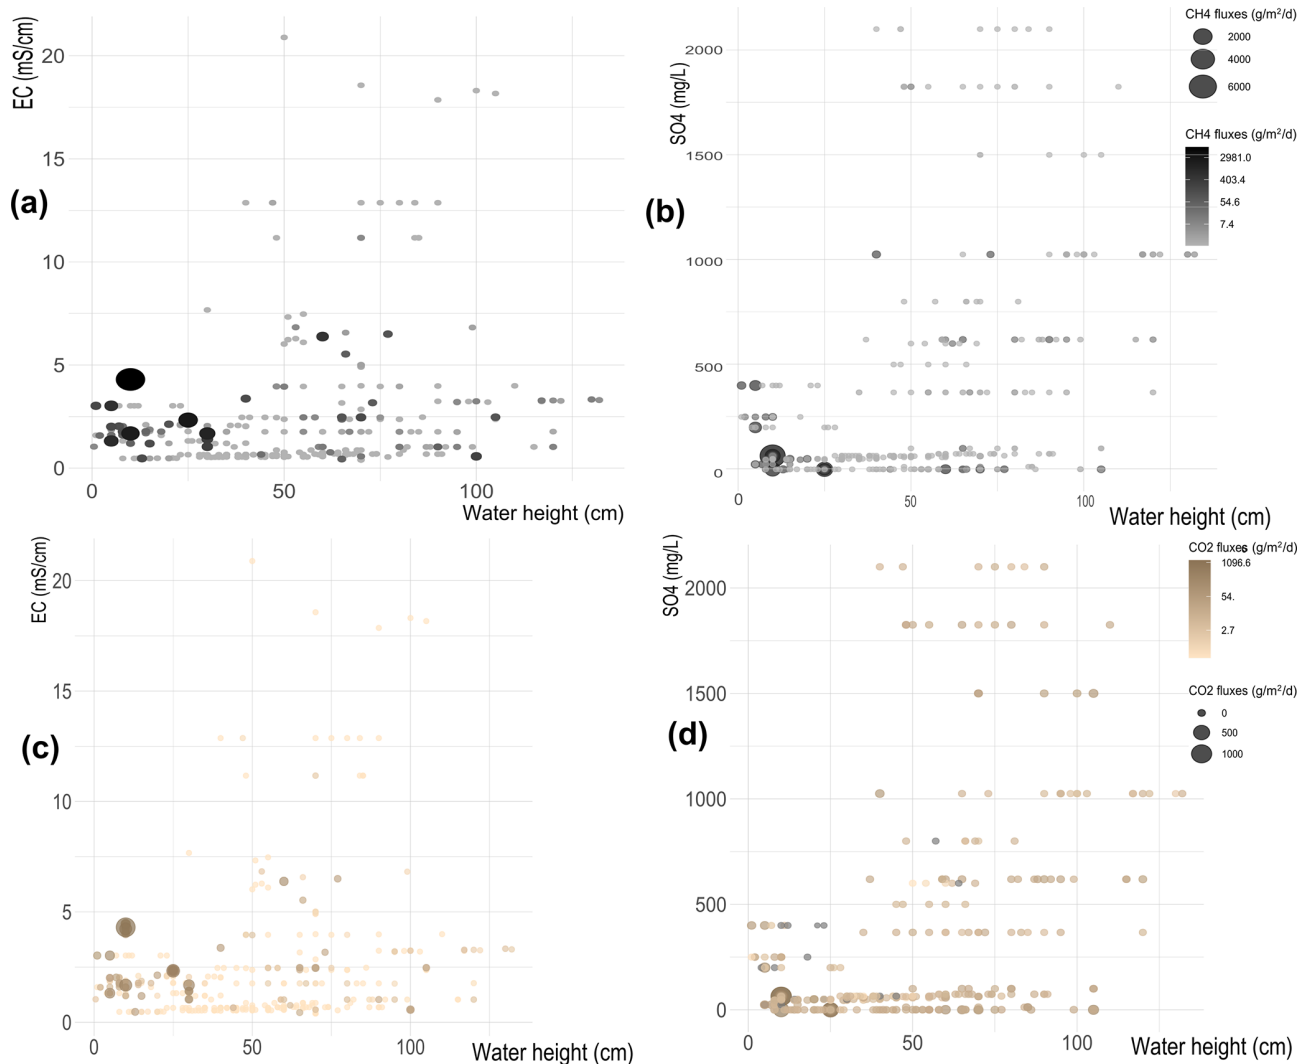 EC (mS/cm)
20
15
10
5
0
0 50 100
Water height (cm)
(a)
SO4 (mg/L)
2000
1500
1000
500
0
0 50 100
Water height (cm)
(b)
CH4 fluxes (g/m²/d)
2000
4000
6000
CH4 fluxes (g/m²/d)
2981.0
403.4
54.6
7.4
EC (mS/cm)
20
15
10
5
0
0 50 100
Water height (cm)
(c)
SO4 (mg/L)
2000
1500
1000
500
0
0 50 100
Water height (cm)
(d)
CO2 fluxes (g/m²/d)
1096.6
54.
2.7
CO2 fluxes (g/m²/d)
0
500
1000